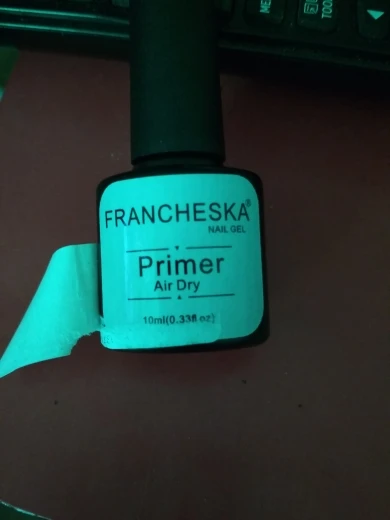 FRANCHESKA®
NAIL GEL
Primer
Air Dry
10ml(0.338 oz)